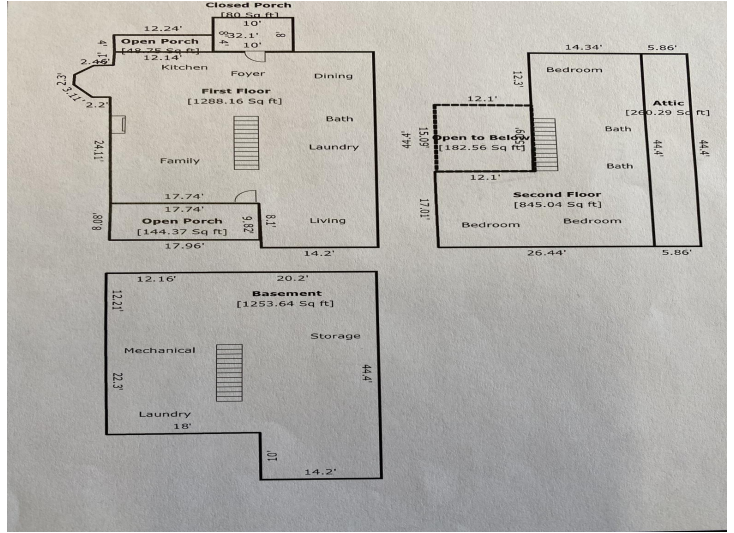 Closed Porch
[80 Sq ft]
10'
12.24'
32.1'
8'
8'
4'
4'
Open Porch
[48.75 Sq ft]
10'
12.14'
1'
2.46'
Kitchen
Foyer
Dining
2.3'
3.11'
2.2'
First Floor
[1288.16 Sq ft]
Bath
Laundry
24.11'
Family
17.74'
17.74'
Open Porch
[144.37 Sq ft]
8.08'
9.82'
8.1'
Living
17.96'
14.2'
14.34'
5.86'
Bedroom
12.3'
12.1'
Attic
[260.29 Sq ft]
44.4'
15.09'
Open to Below
[182.56 Sq ft]
Bath
44.4'
44.4'
Bath
12.1'
Second Floor
[845.04 Sq ft]
17.01'
Bedroom
Bedroom
26.44'
5.86'
12.16'
20.2'
12.21'
Basement
[1253.64 Sq ft]
Storage
Mechanical
22.3'
44.4'
Laundry
18'
10'
14.2'